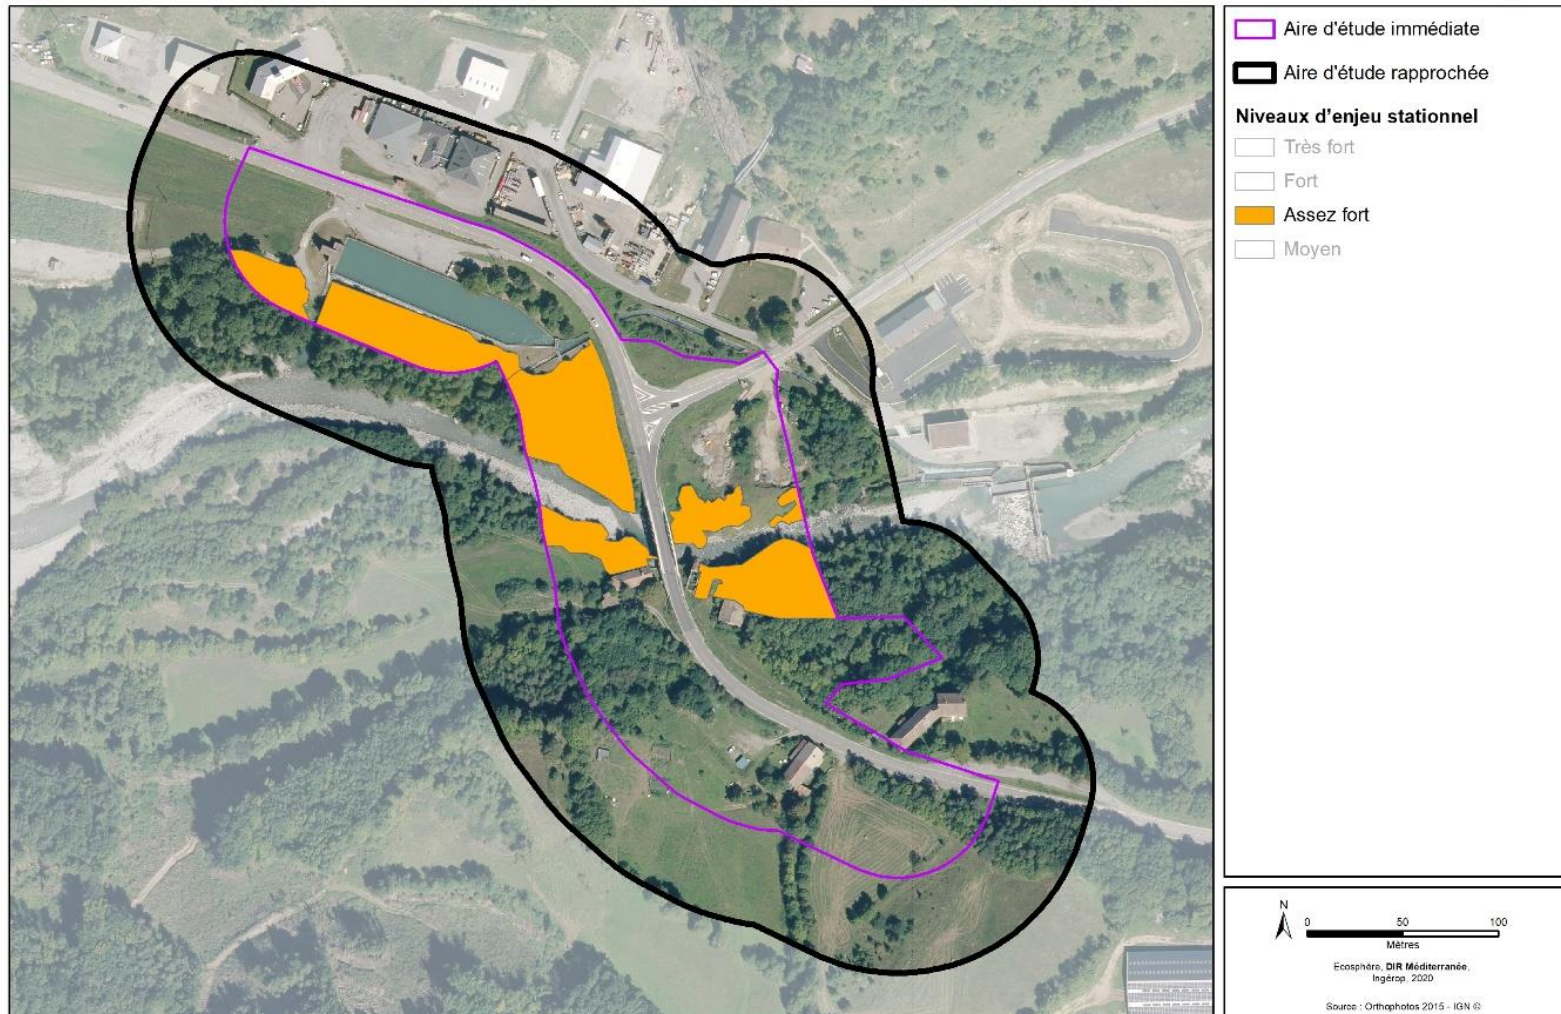 Aire d'étude immédiate
Aire d'étude rapprochée
Niveaux d'enjeu stationnel
Très fort
Fort
Assez fort
Moyen
N
0 50 100
Mètres
Ecosphère, DIR Méditerranée,
Ingérop, 2020
Source : Orthophotos 2015 - IGN ©